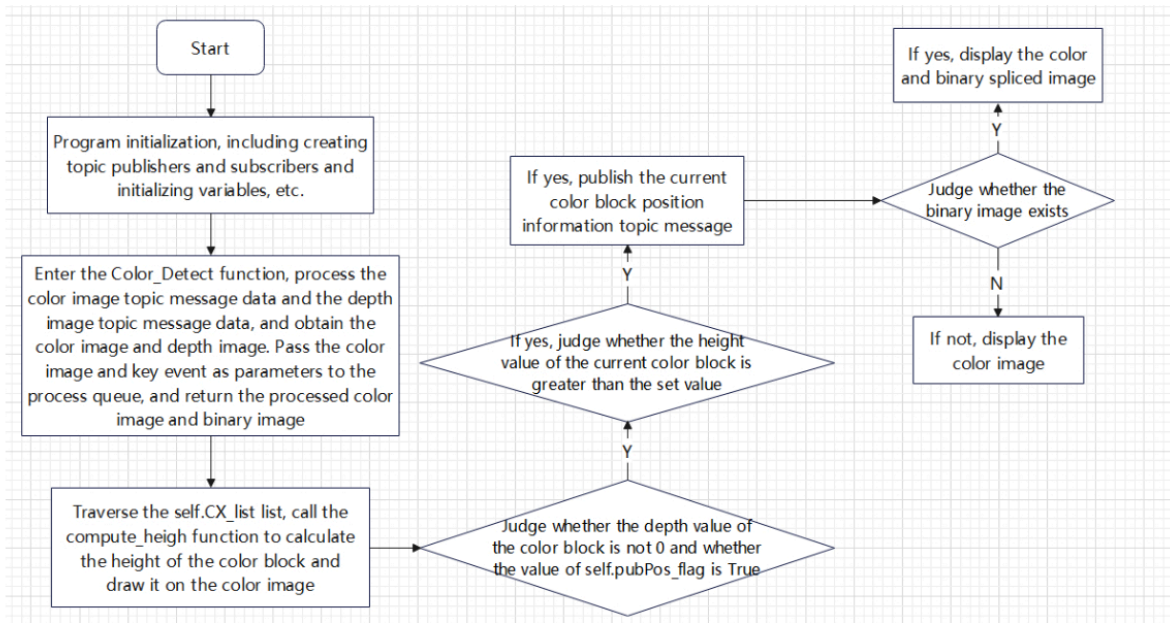 Start
Program initialization, including creating
topic publishers and subscribers and
initializing variables, etc.
Enter the Color_Detect function, process the
color image topic message data and the depth
image topic message data, and obtain the
color image and depth image. Pass the color
image and key event as parameters to the
process queue, and return the processed color
image and binary image
Traverse the self.CX_list list, call the
compute_heigh function to calculate
the height of the color block and
draw it on the color image
Judge whether the depth value of
the color block is not 0 and whether
the value of self.pubPos_flag is True
Y
If yes, judge whether the height
value of the current color block is
greater than the set value
Y
If yes, publish the current
color block position
information topic message
Judge whether the
binary image exists
Y
If yes, display the color
and binary spliced image
N
If not, display the
color image